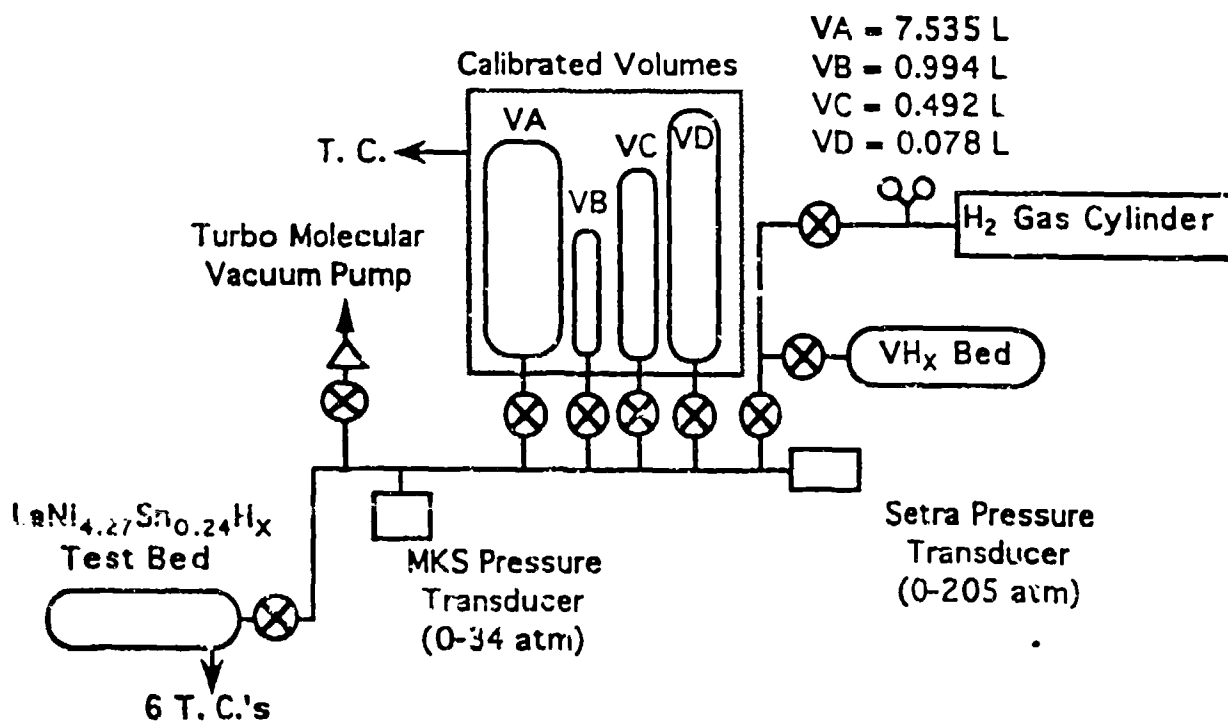 VA = 7.535 L
VB = 0.994 L
VC = 0.492 L
VD = 0.078 L
Calibrated Volumes
VA
VB
VC
VD
T. C.
Turbo Molecular
Vacuum Pump
H₂ Gas Cylinder
VHₓ Bed
LaNi₄.₂₇Sn₀.₂₄Hₓ
Test Bed
MKS Pressure
Transducer
(0-34 atm)
Setra Pressure
Transducer
(0-205 atm)
6 T. C.'s